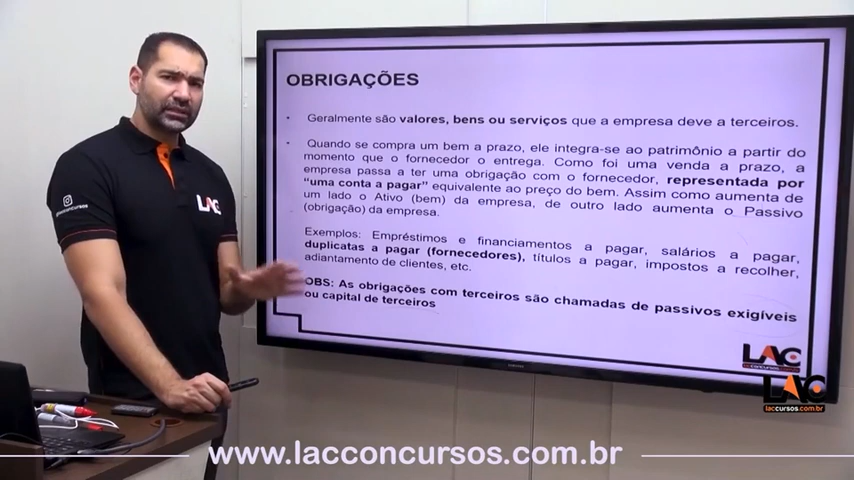 OBRIGAÇÕES
• Geralmente são valores, bens ou serviços que a empresa deve a terceiros.
• Quando se compra um bem a prazo, ele integra-se ao patrimônio a partir do
momento que o fornecedor o entrega. Como foi uma venda a prazo, a
empresa passa a ter uma obrigação com o fornecedor, representada por
"uma conta a pagar" equivalente ao preço do bem. Assim como aumenta de
um lado o Ativo (bem) da empresa, de outro lado aumenta o Passivo
(obrigação) da empresa.
Exemplos: Empréstimos e financiamentos a pagar, salários a pagar,
duplicatas a pagar (fornecedores), títulos a pagar, impostos a recolher,
adiantamento de clientes, etc.
OBS: As obrigações com terceiros são chamadas de passivos exigíveis
ou capital de terceiros
LAC
LAC
laccursos.com.br
LAC
www.lacconcursos.com.br